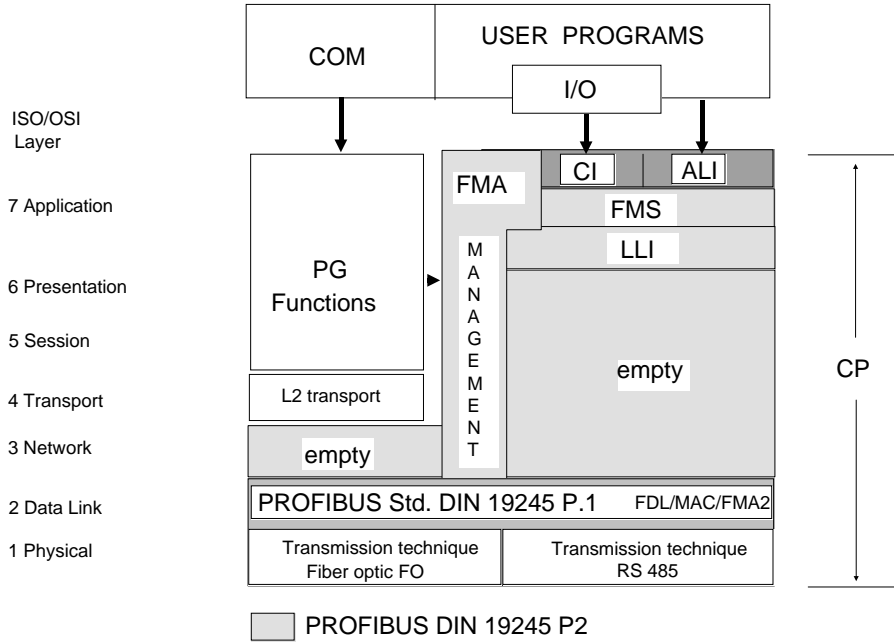 COM
USER PROGRAMS
I/O
ISO/OSI
Layer
7 Application
6 Presentation
5 Session
4 Transport
3 Network
2 Data Link
1 Physical
PG
Functions
L2 transport
empty
FMA
MANAGEMENT
CI
ALI
FMS
LLI
empty
CP
PROFIBUS Std. DIN 19245 P.1
FDL/MAC/FMA2
Transmission technique
Fiber optic FO
Transmission technique
RS 485
PROFIBUS DIN 19245 P2